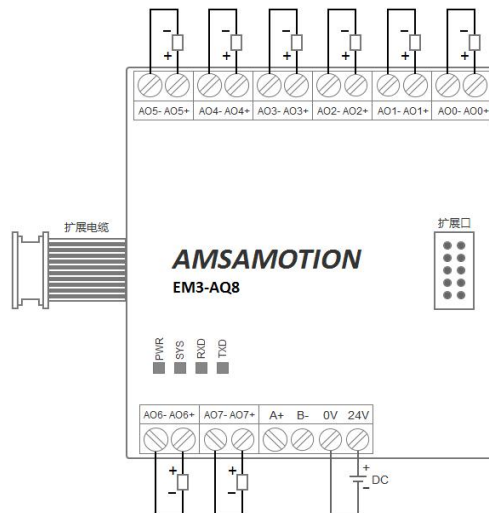 − − − − − −
+ + + + + +
AO5- AO5+ AO4- AO4+ AO3- AO3+ AO2- AO2+ AO1- AO1+ AO0- AO0+
扩展电缆 扩展口
AMSAMOTION
EM3-AQ8
PWR SYS RXD TXD
AO6- AO6+ AO7- AO7+ A+ B- 0V 24V
+ + +
− − − DC